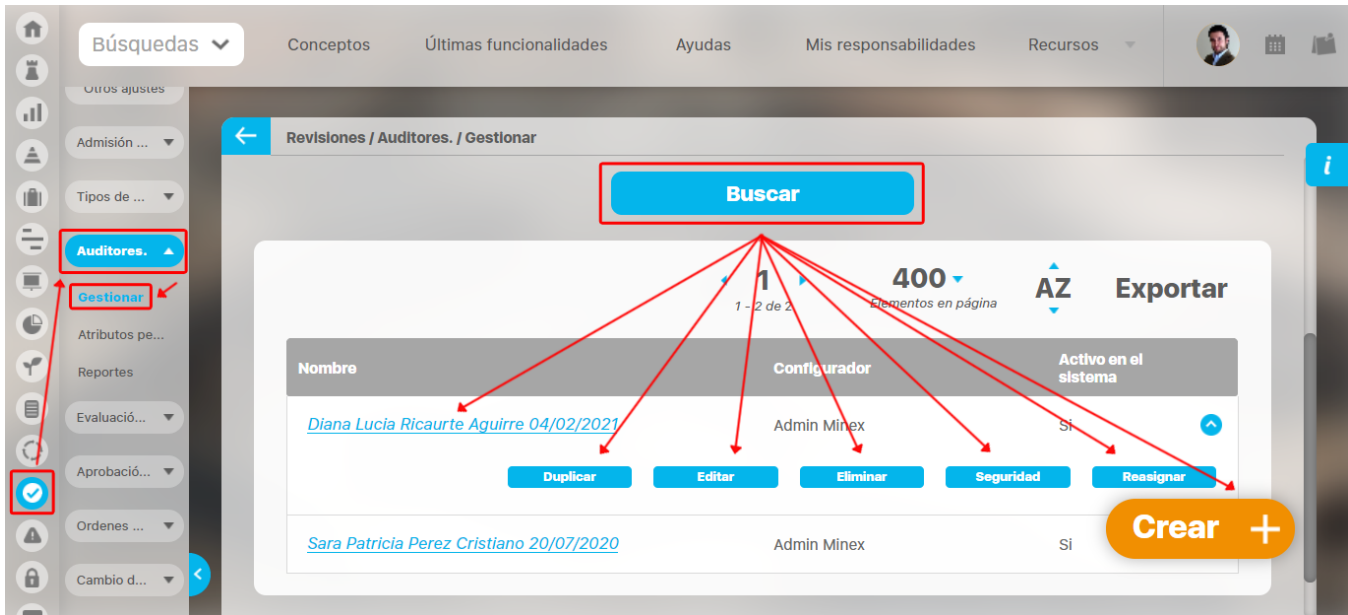 Búsquedas
Conceptos
Últimas funcionalidades
Ayudas
Mis responsabilidades
Recursos
Otros ajustes
Admisión ...
Tipos de ...
Auditores.
Gestionar
Atributos pe...
Reportes
Evaluació...
Aprobació...
Ordenes ...
Cambio d...
Revisiones / Auditores. / Gestionar
i
Buscar
1
1 - 2 de 2
400
Elementos en página
AZ
Exportar
Nombre
Configurador
Activo en el
sistema
Diana Lucia Ricaurte Aguirre 04/02/2021
Admin Minex
Si
Duplicar
Editar
Eliminar
Seguridad
Reasignar
Crear +
Sara Patricia Perez Cristiano 20/07/2020
Admin Minex
Si